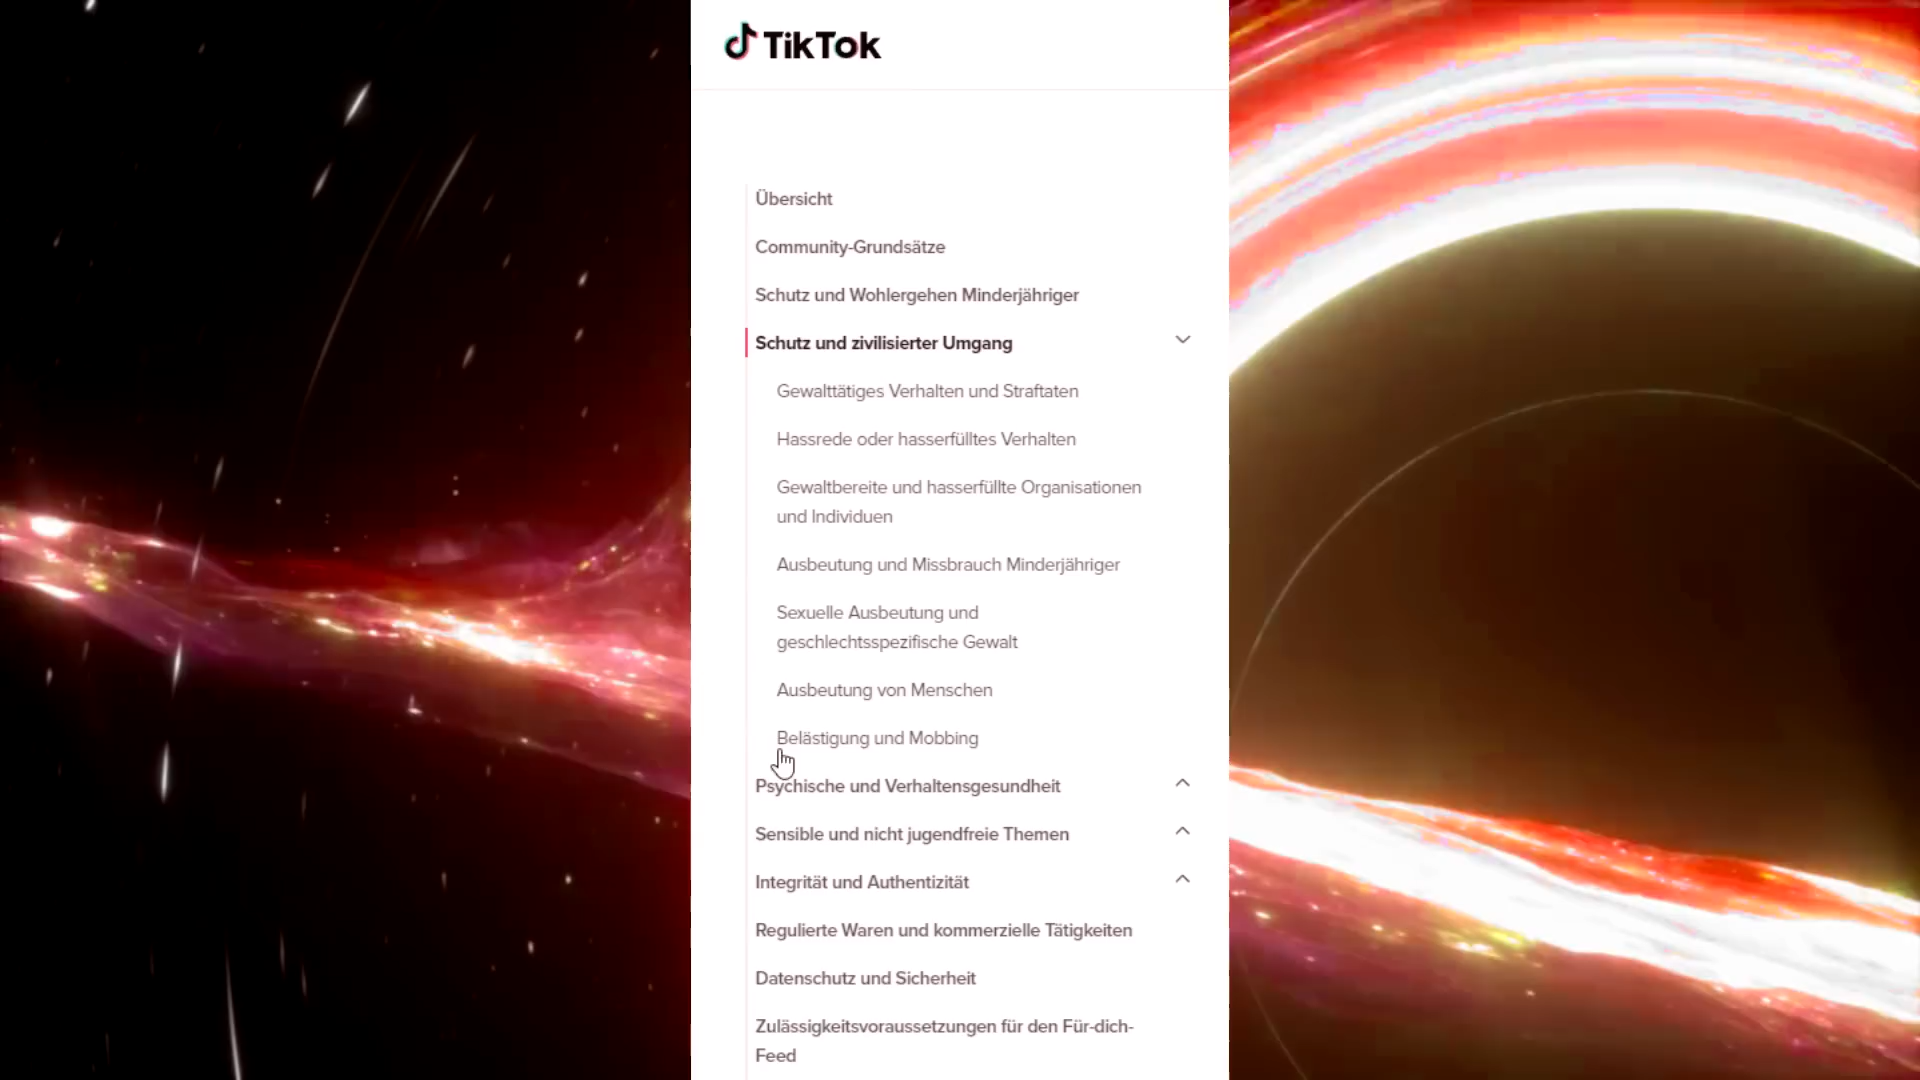 TikTok
Übersicht
Community-Grundsätze
Schutz und Wohlergehen Minderjähriger
Schutz und zivilisierter Umgang
Gewalttätiges Verhalten und Straftaten
Hassrede oder hasserfülltes Verhalten
Gewaltbereite und hasserfüllte Organisationen
und Individuen
Ausbeutung und Missbrauch Minderjähriger
Sexuelle Ausbeutung und
geschlechtsspezifische Gewalt
Ausbeutung von Menschen
Belästigung und Mobbing
Psychische und Verhaltensgesundheit
Sensible und nicht jugendfreie Themen
Integrität und Authentizität
Regulierte Waren und kommerzielle Tätigkeiten
Datenschutz und Sicherheit
Zulässigkeitsvoraussetzungen für den Für-dich-
Feed